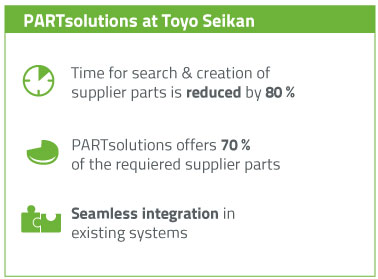 PARTsolutions at Toyo Seikan
Time for search & creation of
supplier parts is reduced by 80 %
PARTsolutions offers 70 %
of the requiered supplier parts
Seamless integration in
existing systems